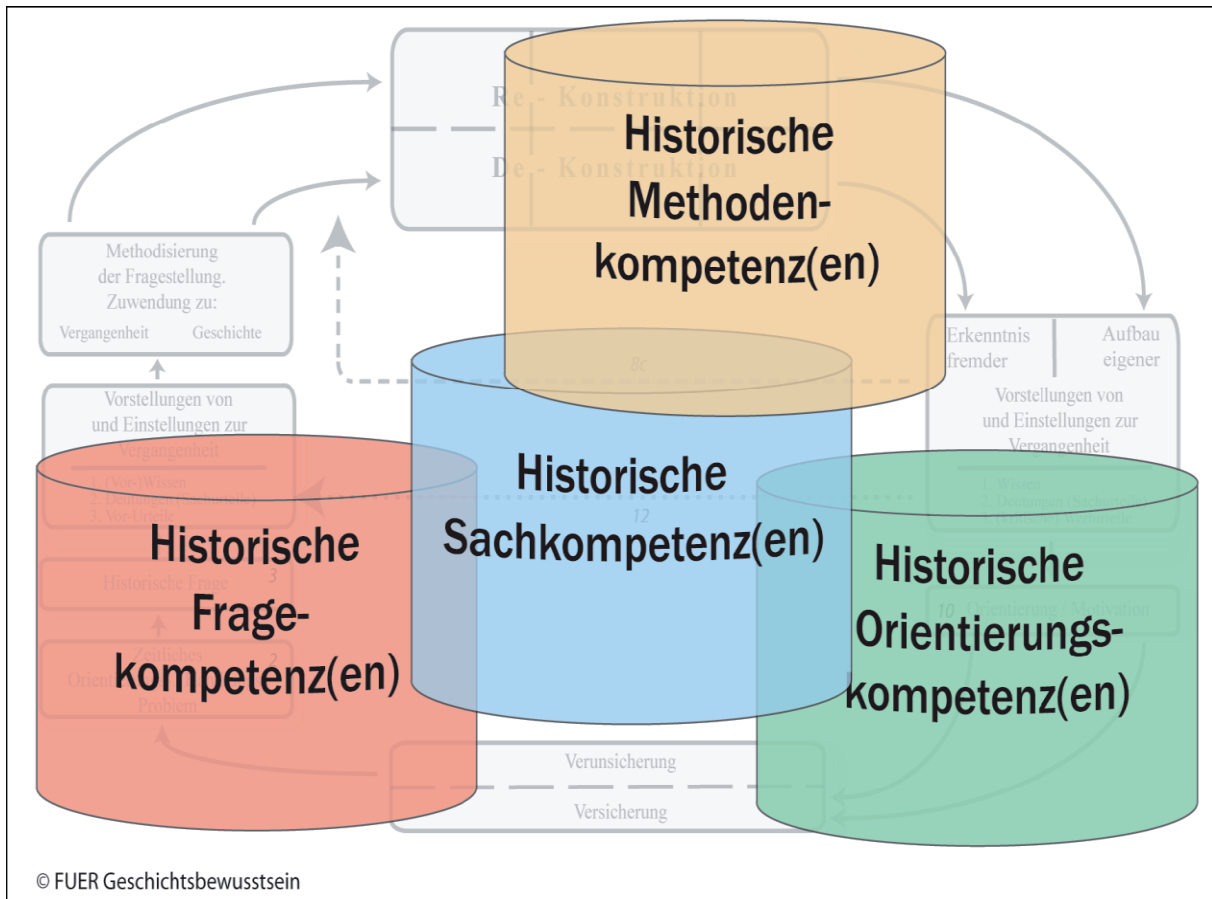 Re - Konstruktion
De - Konstruktion
Historische
Methoden-
kompetenz(en)
Methodisierung
der Fragestellung.
Zuwendung zu:
Vergangenheit Geschichte
Erkenntnis
fremder
Aufbau
eigener
8c
Vorstellungen von
und Einstellungen zur
Vergangenheit
1. (Vor-)Wissen
3. Vor-Urteile
Vorstellungen von
und Einstellungen zur
Vergangenheit
1. Wissen
Historische
Sachkompetenz(en)
12
Historische
Frage-
kompetenz(en)
Historische Frage 3
Zeitliches 2
Problem
Historische
Orientierungs-
kompetenz(en)
10 Orientierung / Motivation
Verunsicherung
Versicherung
© FUER Geschichtsbewusstsein